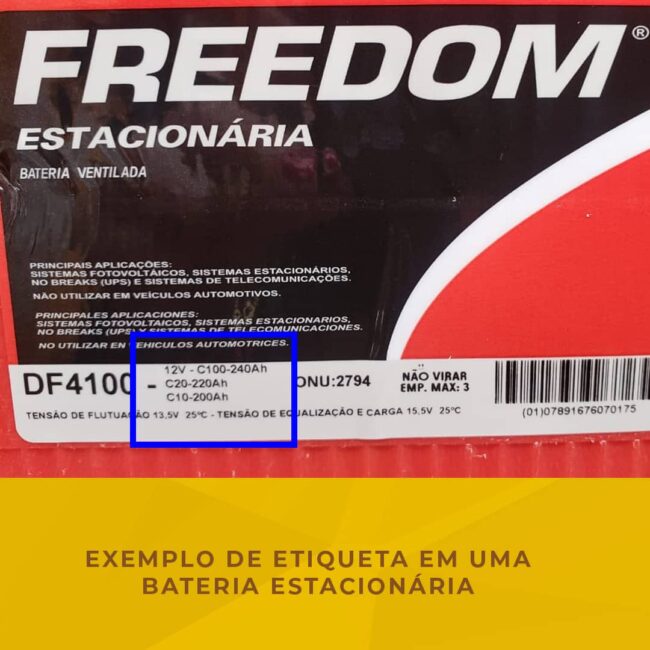 FREEDOM®
ESTACIONÁRIA
BATERIA VENTILADA
PRINCIPAIS APLICAÇÕES:
SISTEMAS FOTOVOLTÁICOS, SISTEMAS ESTACIONÁRIOS,
NO BREAKS (UPS) E SISTEMAS DE TELECOMUNICAÇÕES.
NÃO UTILIZAR EM VEÍCULOS AUTOMOTIVOS.
PRINCIPALES APLICACIONES:
SISTEMAS FOTOVOLTAICOS, SISTEMAS ESTACIONARIOS,
NO BREAKS (UPS) Y SISTEMAS DE TELECOMUNICACIONES.
NO UTILIZAR EN VEHICULOS AUTOMOTRICES.
DF4100 -
12V - C100-240Ah
C20-220Ah
C10-200Ah
ONU:2794
NÃO VIRAR
EMP. MAX: 3
(01)07891676070175
TENSÃO DE FLUTUAÇÃO 13,5V 25ºC - TENSÃO DE EQUALIZAÇÃO E CARGA 15.5V 25ºC
EXEMPLO DE ETIQUETA EM UMA
BATERIA ESTACIONÁRIA